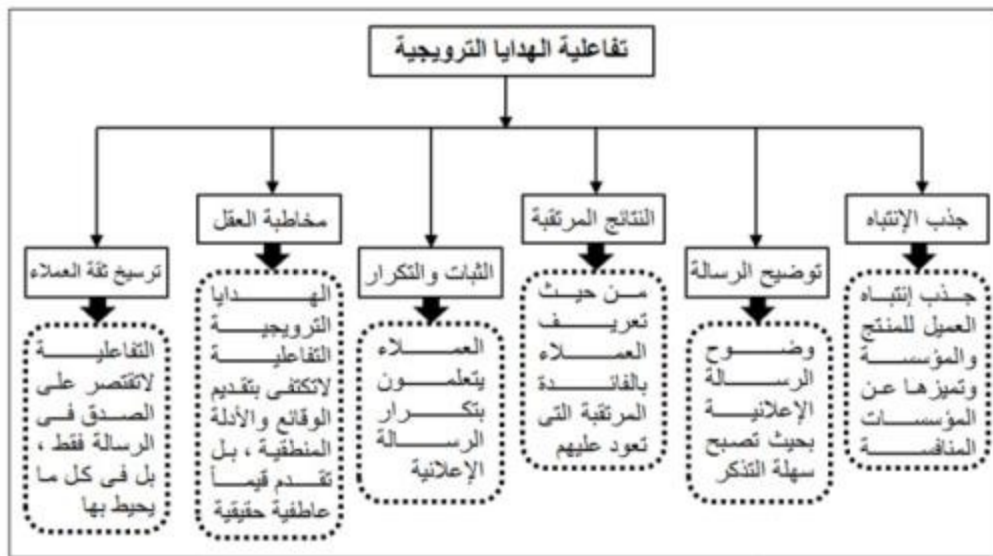 تفاعلية الهدايا الترويجية
جذب الإنتباه
جذب إنتباه
العميل للمنتج
والمؤسسة
وتميزها عن
المؤسسات
المنافسة
توضيح الرسالة
وضوح
الرسالة
الإعلانية
بحيث تصبح
سهلة التذكر
النتائج المرتقبة
من حيث
تعريف
العملاء
بالفائدة
المرتقبة التى
تعود عليهم
الثبات والتكرار
العملاء
يتعلمون
بتكرار
الرسالة
الإعلانية
مخاطبة العقل
الهدايا
الترويجية
التفاعلية
لاتكتفى بتقديم
الوقائع والأدلة
المنطقية ، بل
تقدم قيماً
عاطفية حقيقية
ترسيخ ثقة العملاء
التفاعلية
لاتقتصر على
الصدق فى
الرسالة فقط ،
بل فى كل ما
يحيط بها